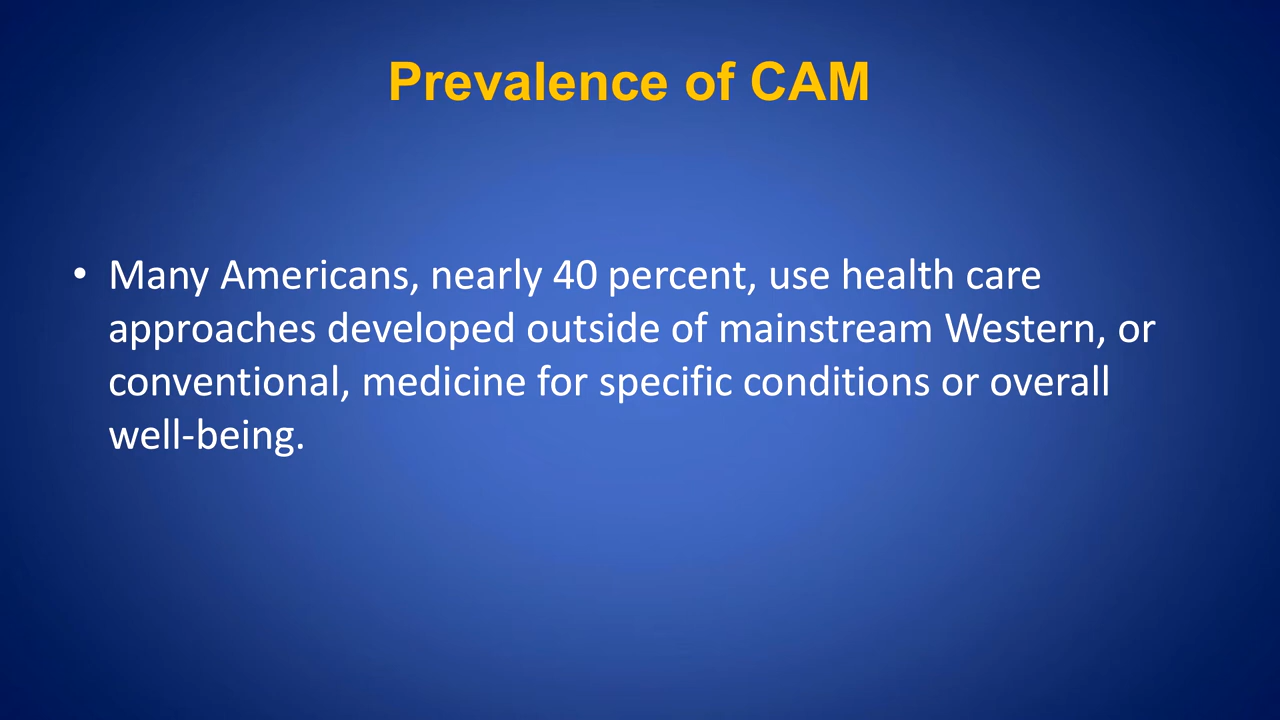 Prevalence of CAM
• Many Americans, nearly 40 percent, use health care
approaches developed outside of mainstream Western, or
conventional, medicine for specific conditions or overall
well-being.